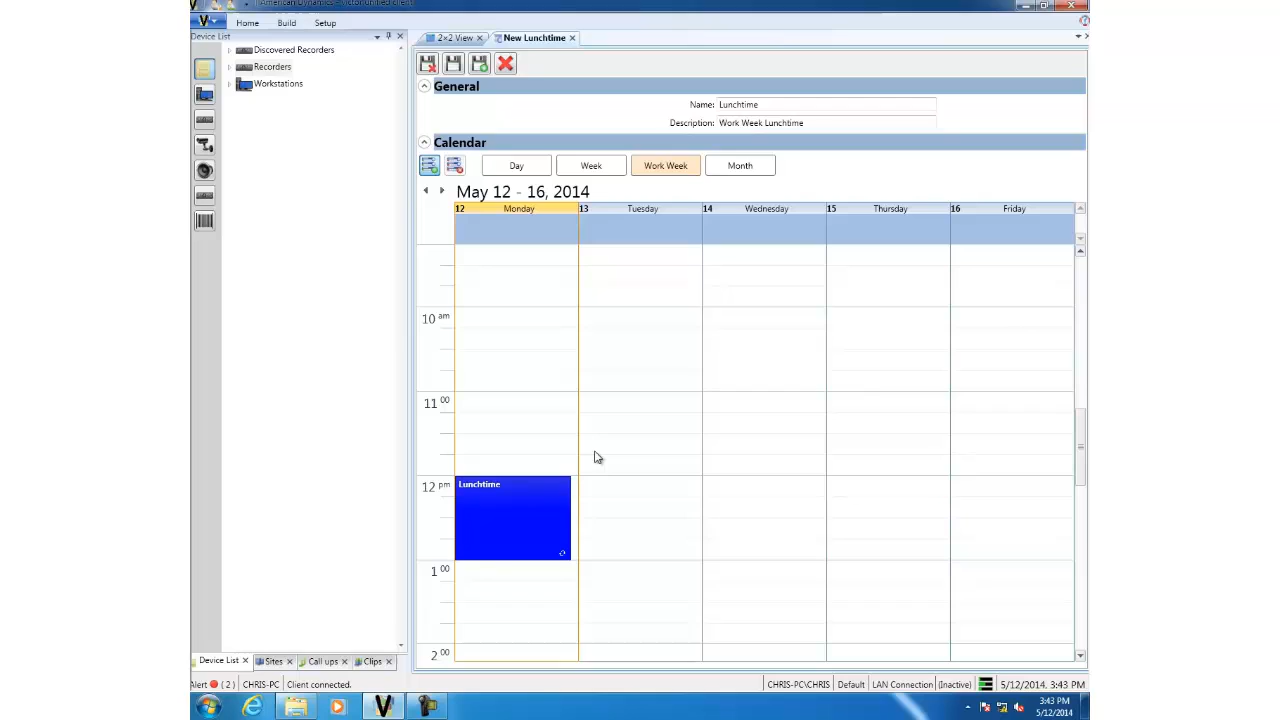 Home Build Setup
Device List
Discovered Recorders
Recorders
Workstations
2×2 View New Lunchtime
General
Name: Lunchtime
Description: Work Week Lunchtime
Calendar
Day Week Work Week Month
May 12 - 16, 2014
12 Monday 13 Tuesday 14 Wednesday 15 Thursday 16 Friday
10 am
11 00
12 pm
Lunchtime
1 00
2 00
Device List Sites Call ups Clips
Alert (2) CHRIS-PC Client connected.
CHRIS-PC\CHRIS Default LAN Connection (Inactive) 5/12/2014, 3:43 PM
3:43 PM
5/12/2014